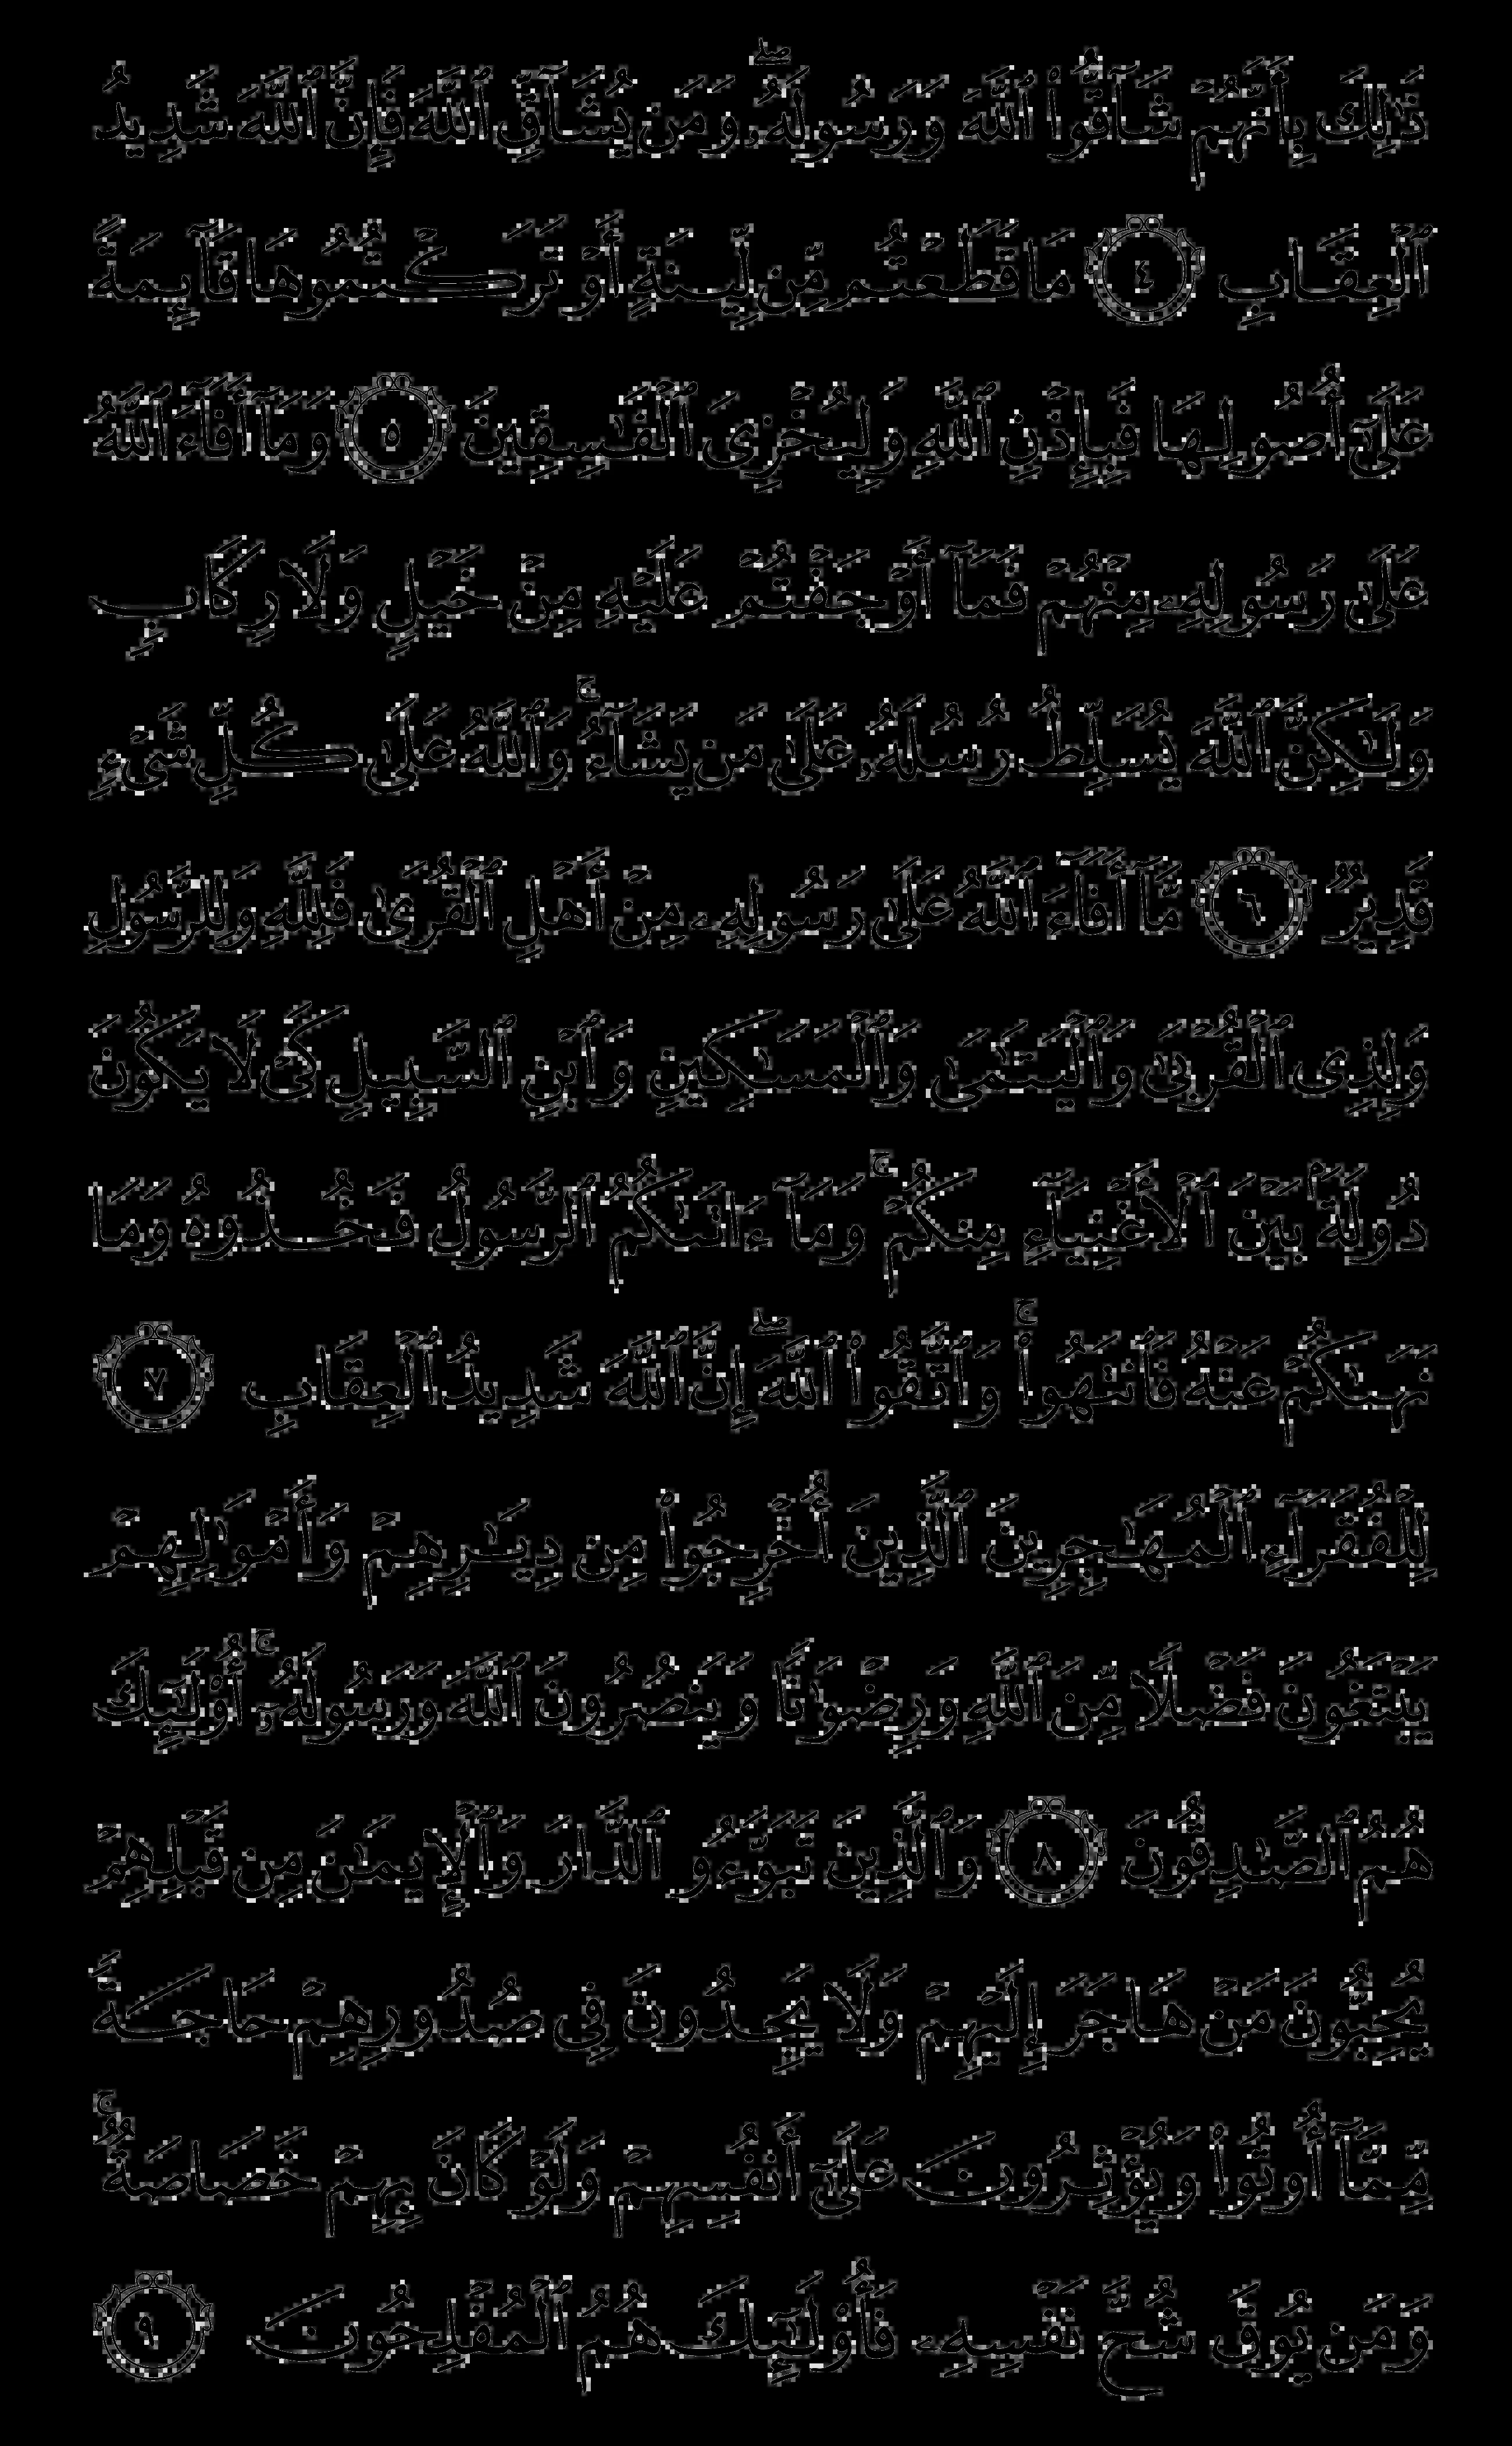 ذَٰلِكَ بِأَنَّهُمْ شَآقُّوا۟ ٱللَّهَ وَرَسُولَهُۥ ۖ وَمَن يُشَآقِّ ٱللَّهَ فَإِنَّ ٱللَّهَ شَدِيدُ
ٱلْعِقَابِ ٤ مَا قَطَعْتُم مِّن لِّينَةٍ أَوْ تَرَكْتُمُوهَا قَآئِمَةً
عَلَىٰٓ أُصُولِهَا فَبِإِذْنِ ٱللَّهِ وَلِيُخْزِىَ ٱلْفَـٰسِقِينَ ٥ وَمَآ أَفَآءَ ٱللَّهُ
عَلَىٰ رَسُولِهِۦ مِنْهُمْ فَمَآ أَوْجَفْتُمْ عَلَيْهِ مِنْ خَيْلٍ وَلَا رِكَابٍ
وَلَـٰكِنَّ ٱللَّهَ يُسَلِّطُ رُسُلَهُۥ عَلَىٰ مَن يَشَآءُ ۚ وَٱللَّهُ عَلَىٰ كُلِّ شَىْءٍ
قَدِيرٌ ٦ مَّآ أَفَآءَ ٱللَّهُ عَلَىٰ رَسُولِهِۦ مِنْ أَهْلِ ٱلْقُرَىٰ فَلِلَّهِ وَلِلرَّسُولِ
وَلِذِى ٱلْقُرْبَىٰ وَٱلْيَتَـٰمَىٰ وَٱلْمَسَـٰكِينِ وَٱبْنِ ٱلسَّبِيلِ كَىْ لَا يَكُونَ
دُولَةًۢ بَيْنَ ٱلْأَغْنِيَآءِ مِنكُمْ ۚ وَمَآ ءَاتَىٰكُمُ ٱلرَّسُولُ فَخُذُوهُ وَمَا
نَهَىٰكُمْ عَنْهُ فَٱنتَهُوا۟ ۚ وَٱتَّقُوا۟ ٱللَّهَ ۖ إِنَّ ٱللَّهَ شَدِيدُ ٱلْعِقَابِ ٧
لِلْفُقَرَآءِ ٱلْمُهَـٰجِرِينَ ٱلَّذِينَ أُخْرِجُوا۟ مِن دِيَـٰرِهِمْ وَأَمْوَٰلِهِمْ
يَبْتَغُونَ فَضْلًا مِّنَ ٱللَّهِ وَرِضْوَٰنًا وَيَنصُرُونَ ٱللَّهَ وَرَسُولَهُۥٓ ۚ أُو۟لَـٰٓئِكَ
هُمُ ٱلصَّـٰدِقُونَ ٨ وَٱلَّذِينَ تَبَوَّءُو ٱلدَّارَ وَٱلْإِيمَـٰنَ مِن قَبْلِهِمْ
يُحِبُّونَ مَنْ هَاجَرَ إِلَيْهِمْ وَلَا يَجِدُونَ فِى صُدُورِهِمْ حَاجَةً
مِّمَّآ أُوتُوا۟ وَيُؤْثِرُونَ عَلَىٰٓ أَنفُسِهِمْ وَلَوْ كَانَ بِهِمْ خَصَاصَةٌ ۚ
وَمَن يُوقَ شُحَّ نَفْسِهِۦ فَأُو۟لَـٰٓئِكَ هُمُ ٱلْمُفْلِحُونَ ٩